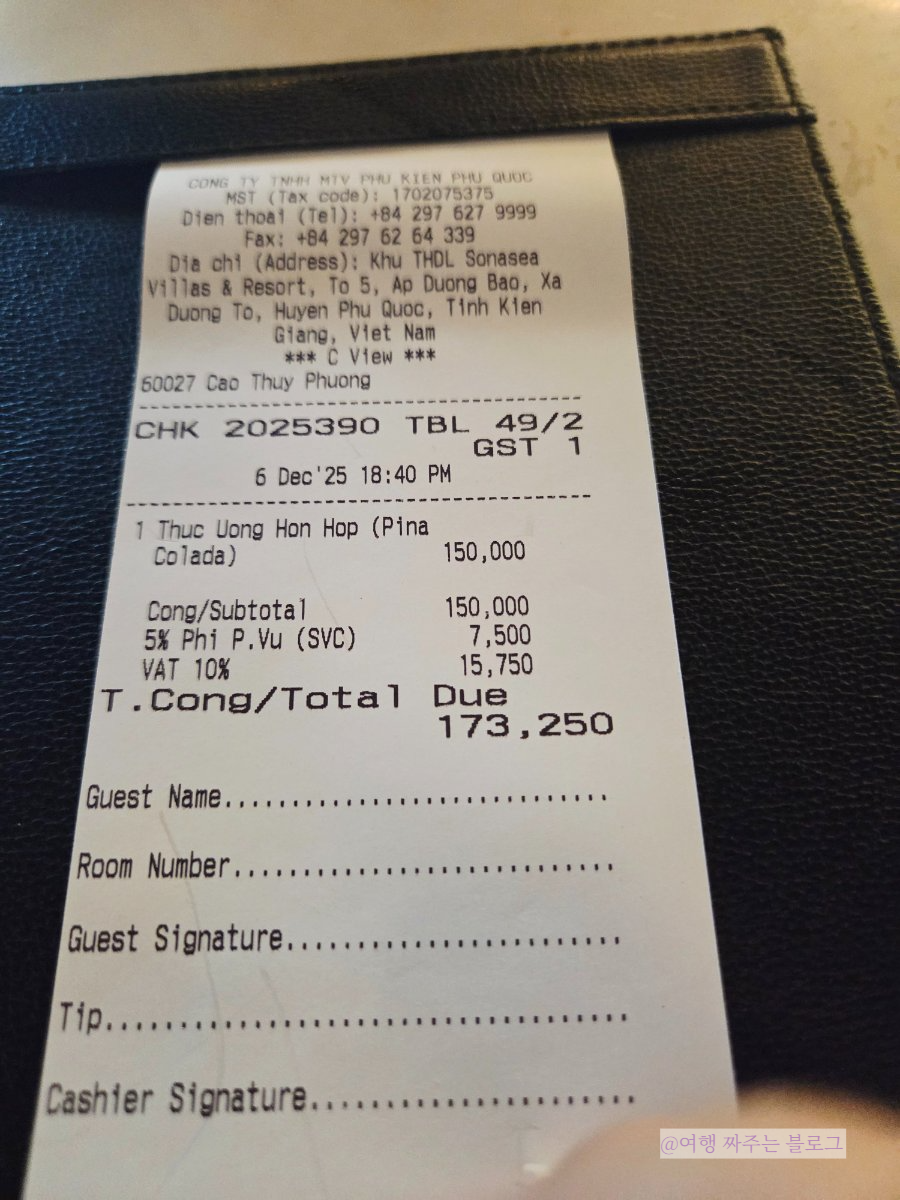 CONG TY TNHH MTV PHU KIEN PHU QUOC
MST (Tax code): 1702075375
Dien thoai (Tel): +84 297 627 9999
Fax: +84 297 62 64 339
Dia chi (Address): Khu THDL Sonasea
Villas & Resort, To 5, Ap Duong Bao, Xa
Duong To, Huyen Phu Quoc, Tinh Kien
Giang, Viet Nam
*** C View ***
60027 Cao Thuy Phuong
CHK 2025390 TBL 49/2
GST 1
6 Dec'25 18:40 PM
1 Thuc Uong Hon Hop (Pina
Colada) 150,000
Cong/Subtotal 150,000
5% Phi P.Vu (SVC) 7,500
VAT 10% 15,750
T.Cong/Total Due
173,250
Guest Name..............................
Room Number.............................
Guest Signature.........................
Tip.....................................
Cashier Signature.......................
@여행 짜주는 블로그